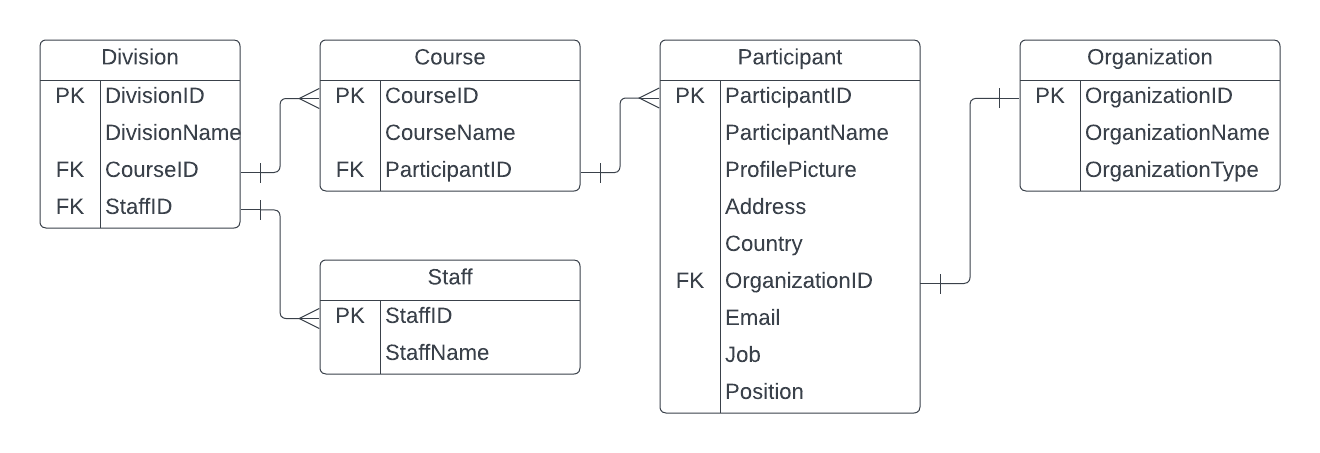 Division
PK DivisionID
DivisionName
FK CourseID
FK StaffID
Course
PK CourseID
CourseName
FK ParticipantID
Staff
PK StaffID
StaffName
Participant
PK ParticipantID
ParticipantName
ProfilePicture
Address
Country
FK OrganizationID
Email
Job
Position
Organization
PK OrganizationID
OrganizationName
OrganizationType